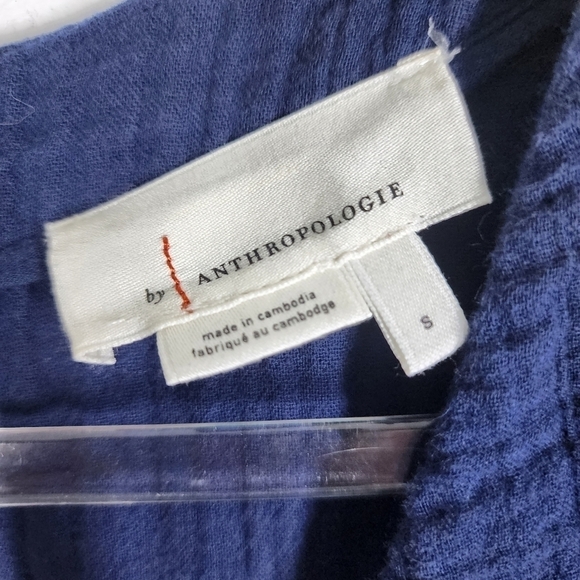 by ANTHROPOLOGIE
made in cambodia
fabriqué au cambodge
S